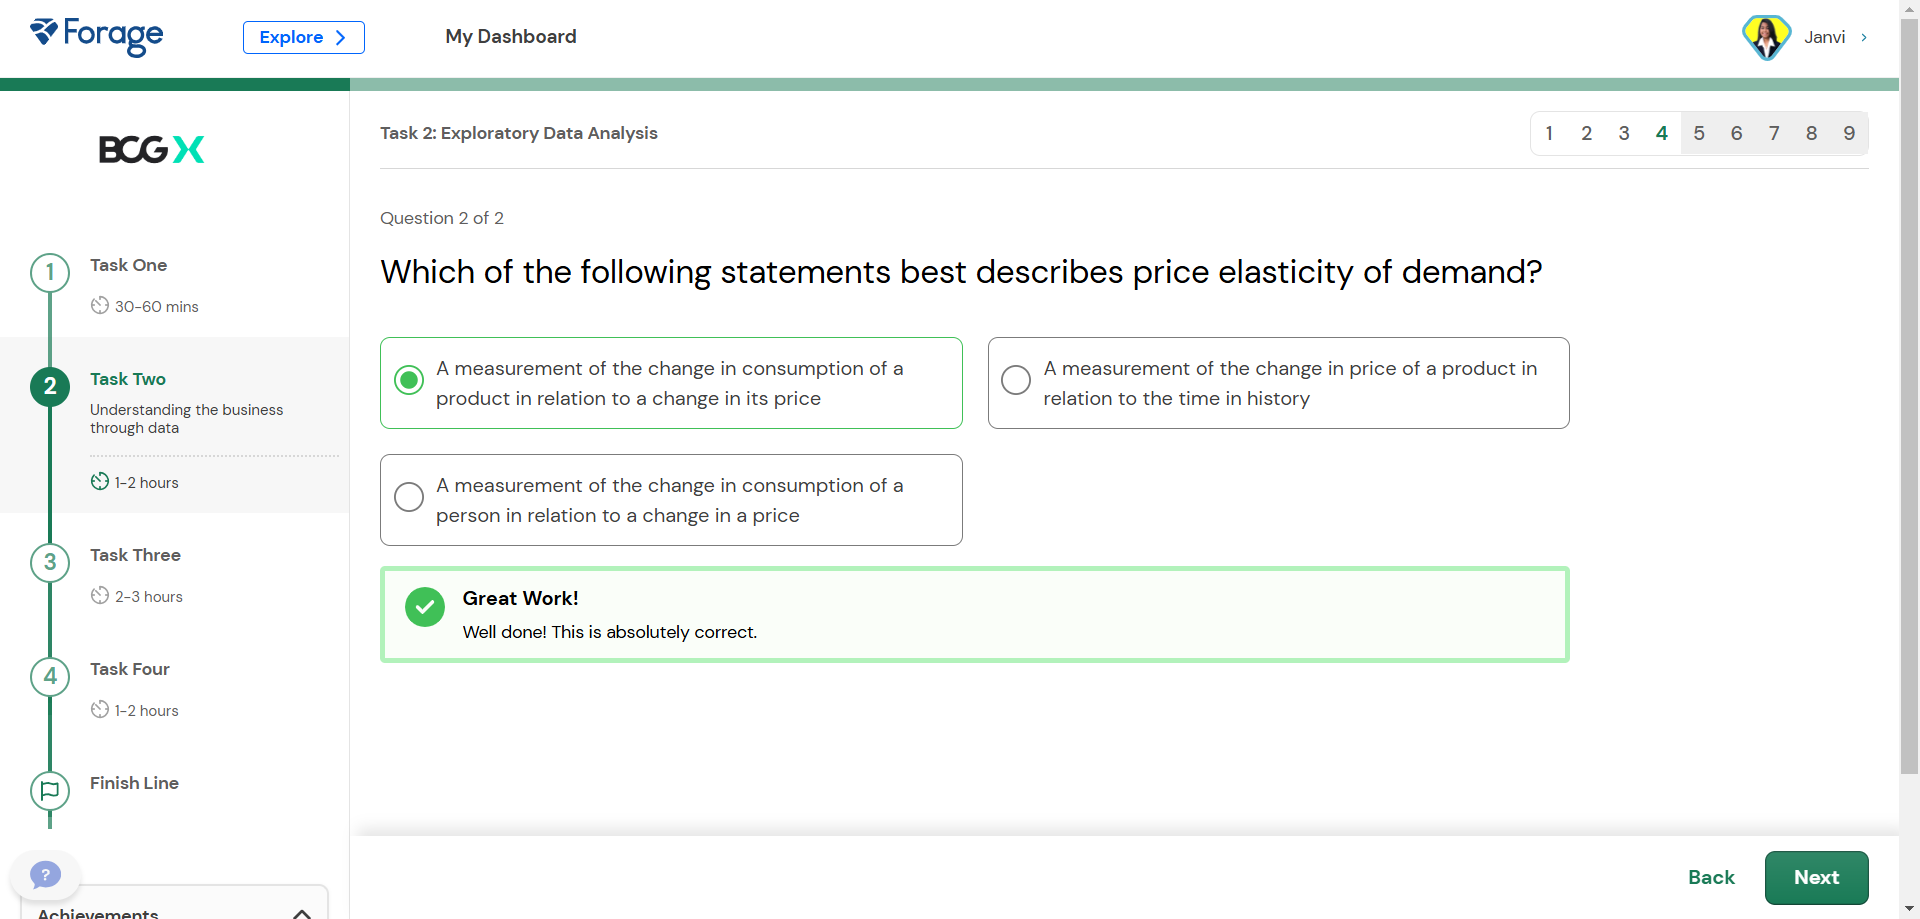 Forage
Explore
My Dashboard
Janvi
BCG X
Task 2: Exploratory Data Analysis
1 2 3 4 5 6 7 8 9
Question 2 of 2
Which of the following statements best describes price elasticity of demand?
A measurement of the change in consumption of a
product in relation to a change in its price
A measurement of the change in price of a product in
relation to the time in history
A measurement of the change in consumption of a
person in relation to a change in a price
Great Work!
Well done! This is absolutely correct.
1
Task One
30-60 mins
2
Task Two
Understanding the business
through data
1-2 hours
3
Task Three
2-3 hours
4
Task Four
1-2 hours
Finish Line
?
Achievements
Back
Next